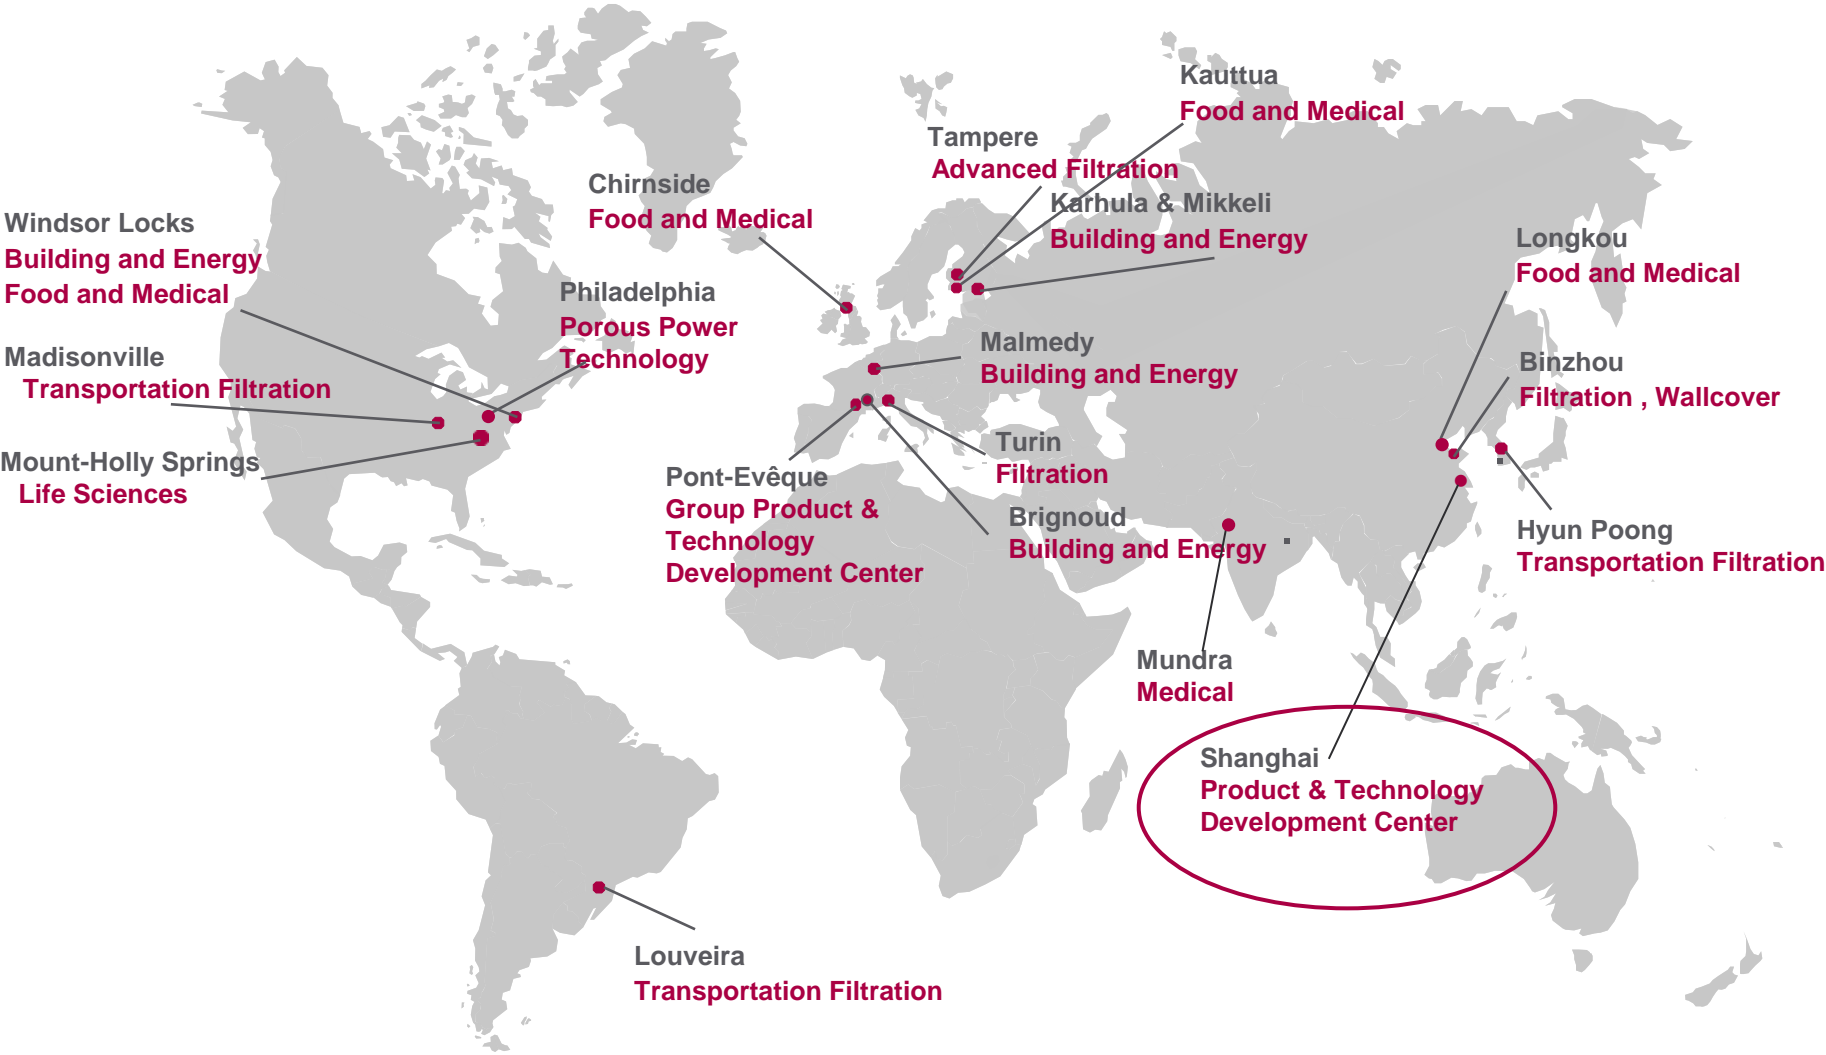 Kauttua
Food and Medical
Tampere
Advanced Filtration
Karhula & Mikkeli
Building and Energy
Chirnside
Food and Medical
Windsor Locks
Building and Energy
Food and Medical
Philadelphia
Porous Power
Technology
Madisonville
Transportation Filtration
Mount-Holly Springs
Life Sciences
Malmedy
Building and Energy
Turin
Filtration
Pont-Evêque
Group Product &
Technology
Development Center
Brignoud
Building and Energy
Longkou
Food and Medical
Binzhou
Filtration , Wallcover
Hyun Poong
Transportation Filtration
Mundra
Medical
Shanghai
Product & Technology
Development Center
Louveira
Transportation Filtration